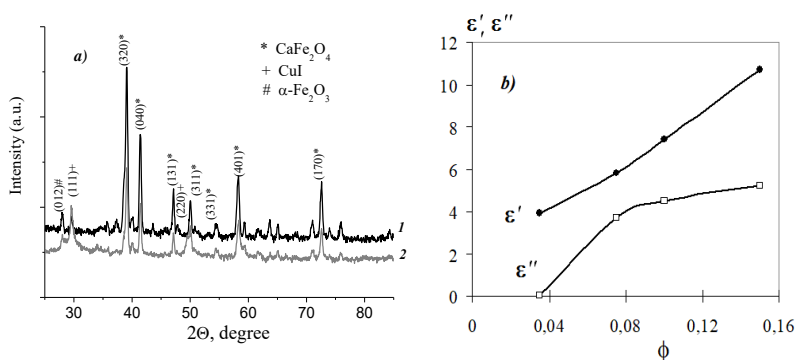 a)
* CaFe₂O₄
+ CuI
# α-Fe₂O₃
(012)#
(111)+
(320)*
(040)*
(131)*
(220)+
(311)*
(331)*
(401)*
(170)*
1
2
Intensity (a.u.)
30 40 50 60 70 80
2Θ, degree
ε′, ε″
b)
12
10
8
6
4
2
0
ε′
ε″
0 0,04 0,08 0,12 0,16
ϕ